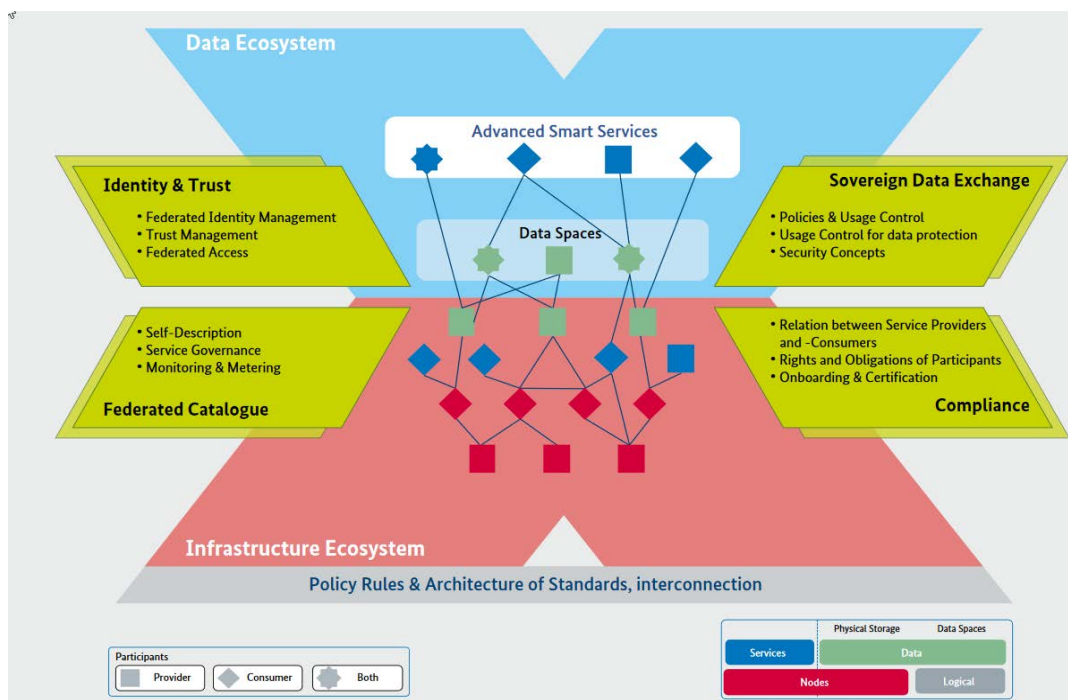 Data Ecosystem
Advanced Smart Services
Identity & Trust
• Federated Identity Management
• Trust Management
• Federated Access
Data Spaces
Sovereign Data Exchange
• Policies & Usage Control
• Usage Control for data protection
• Security Concepts
• Self-Description
• Service Governance
• Monitoring & Metering
Federated Catalogue
• Relation between Service Providers
and -Consumers
• Rights and Obligations of Participants
• Onboarding & Certification
Compliance
Infrastructure Ecosystem
Policy Rules & Architecture of Standards, interconnection
Participants
Provider
Consumer
Both
Physical Storage
Data Spaces
Services
Data
Nodes
Logical